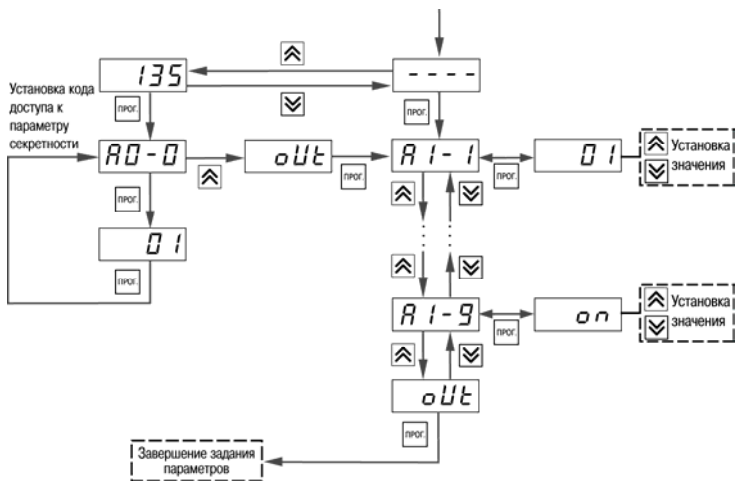 135
- - - -
Установка кода
доступа к
параметру
секретности
ПРОГ.
ПРОГ.
A0-0
oUt
ПРОГ.
A1-1
ПРОГ.
01
Установка
значения
ПРОГ.
01
ПРОГ.
A1-9
ПРОГ.
on
Установка
значения
oUt
ПРОГ.
Завершение задания
параметров